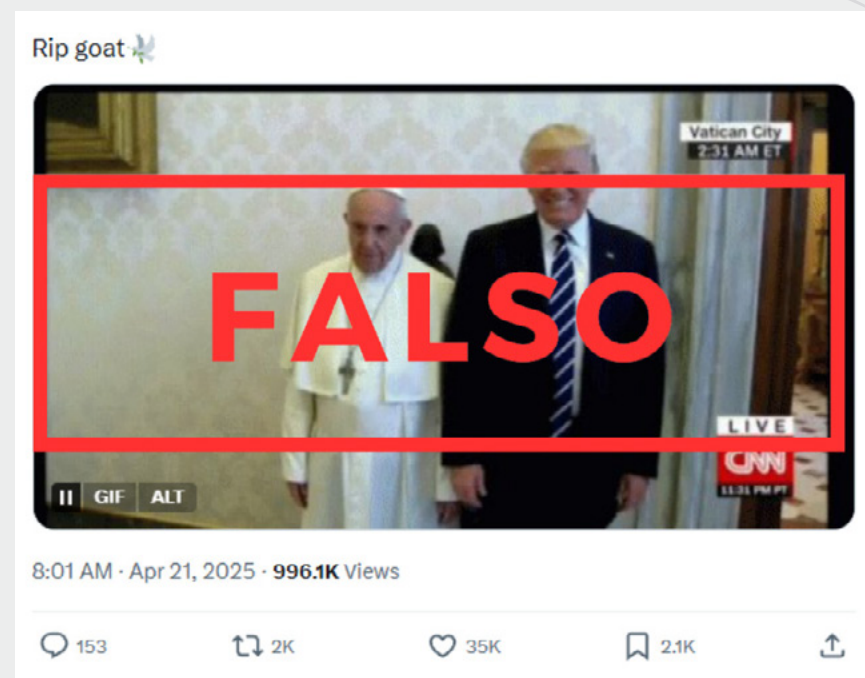 Rip goat
Vatican City
2:31 AM ET
FALSO
LIVE
CNN
11:31 PM PT
GIF ALT
8:01 AM · Apr 21, 2025 · 996.1K Views
153 2K 35K 2.1K